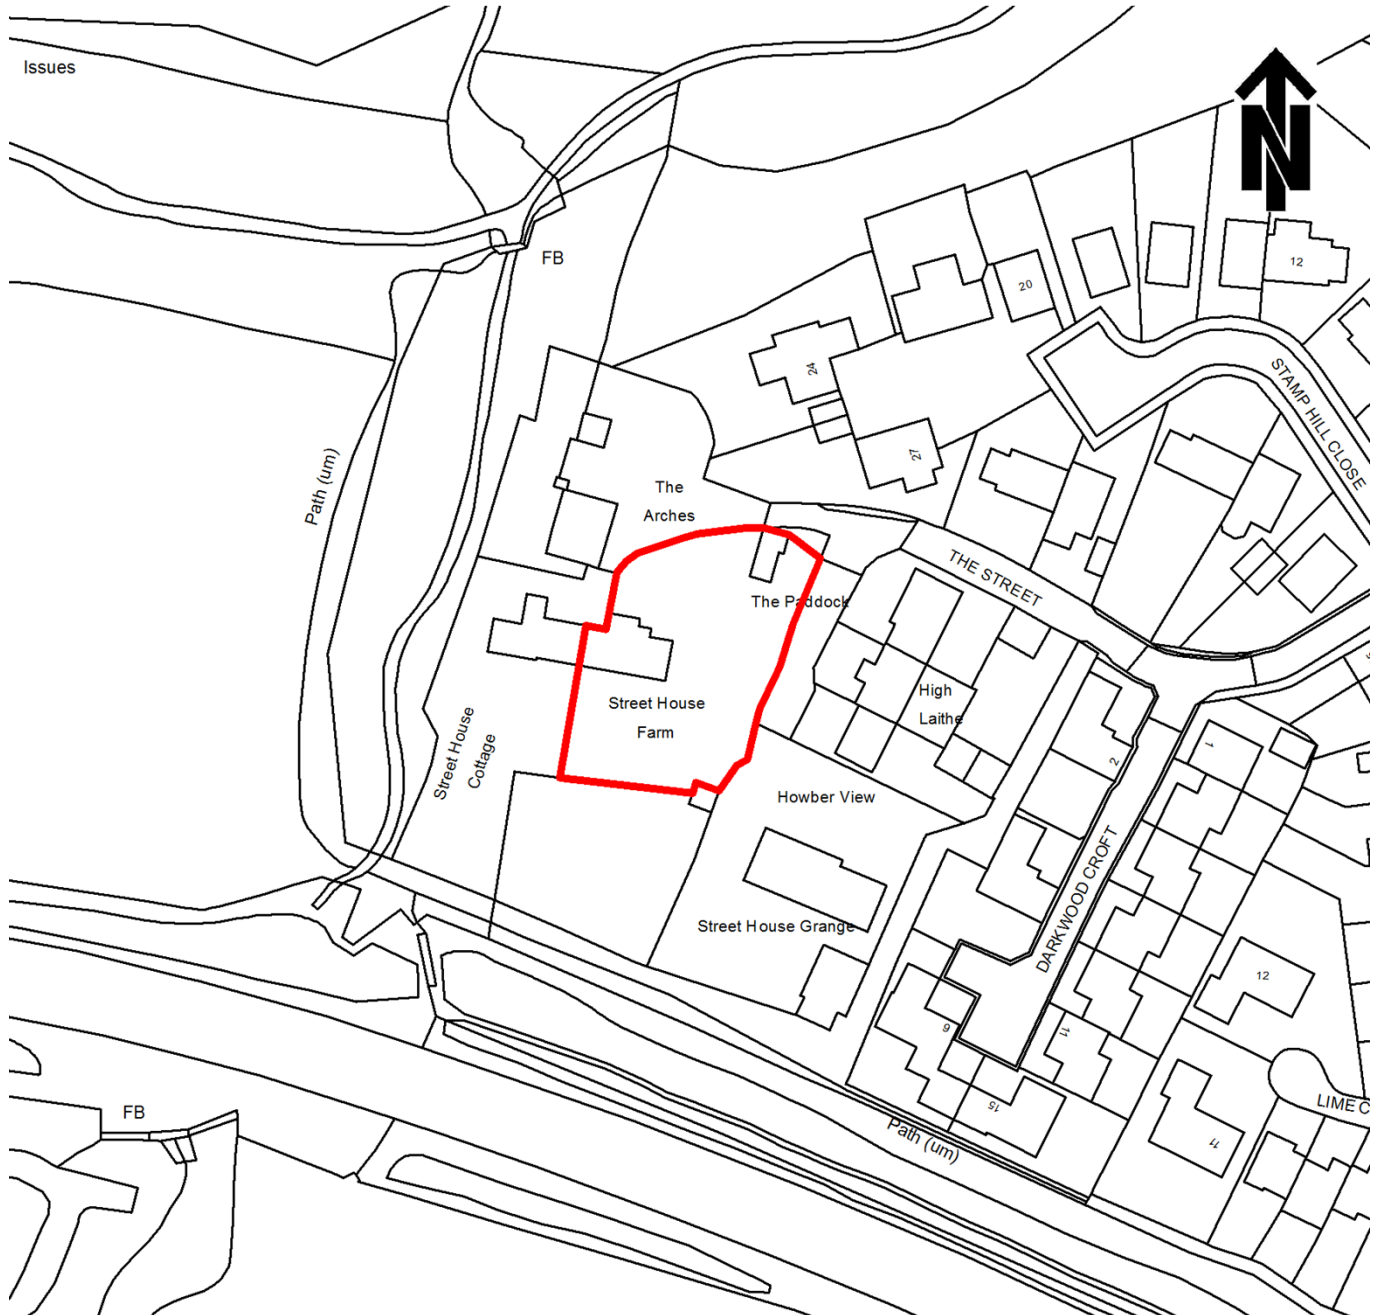 Issues
N
FB
12
20
24
STAMP HILL CLOSE
27
Path (um)
The
Arches
THE STREET
The Paddock
High
Laithe
Street House
Farm
Street House
Cottage
1
2
Howber View
DARKWOOD CROFT
Street House Grange
12
9
11
FB
15
LIME C
Path (um)
11